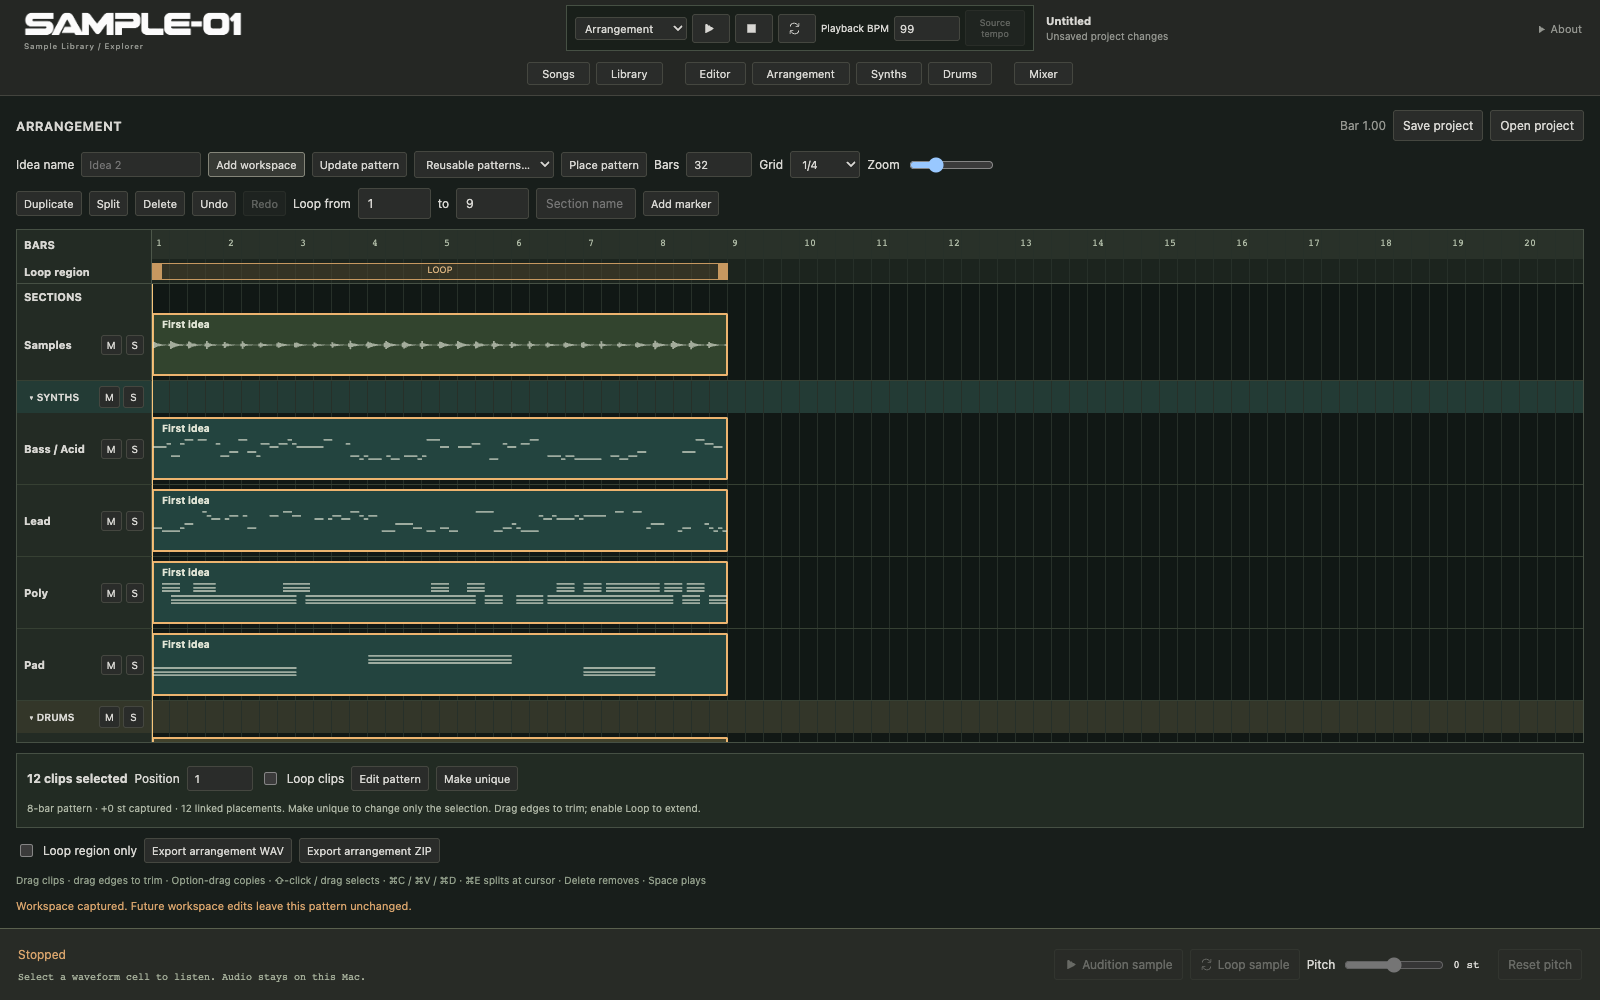 SAMPLE-01
Sample Library / Explorer
Arrangement
Playback BPM 99
Source tempo
Untitled
Unsaved project changes
About
Songs Library Editor Arrangement Synths Drums Mixer
ARRANGEMENT
Bar 1.00 Save project Open project
Idea name Idea 2 Add workspace Update pattern Reusable patterns... Place pattern Bars 32 Grid 1/4 Zoom
Duplicate Split Delete Undo Redo Loop from 1 to 9 Section name Add marker
BARS 1 2 3 4 5 6 7 8 9 10 11 12 13 14 15 16 17 18 19 20
Loop region LOOP
SECTIONS
First idea
Samples M S
SYNTHS M S
First idea
Bass / Acid M S
First idea
Lead M S
First idea
Poly M S
First idea
Pad M S
DRUMS M S
12 clips selected Position 1 Loop clips Edit pattern Make unique
8-bar pattern · +0 st captured · 12 linked placements. Make unique to change only the selection. Drag edges to trim; enable Loop to extend.
Loop region only Export arrangement WAV Export arrangement ZIP
Drag clips · drag edges to trim · Option-drag copies · ⇧-click / drag selects · ⌘C / ⌘V / ⌘D · ⌘E splits at cursor · Delete removes · Space plays
Workspace captured. Future workspace edits leave this pattern unchanged.
Stopped
Select a waveform cell to listen. Audio stays on this Mac.
Audition sample Loop sample Pitch 0 st Reset pitch